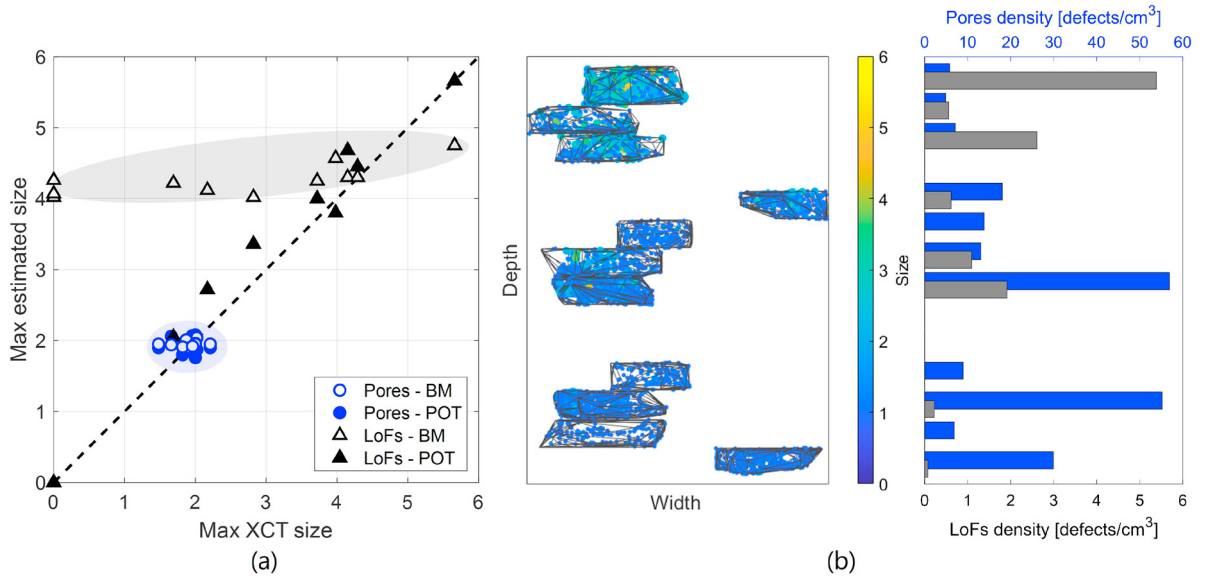 Max estimated size
6
5
4
3
2
1
0
0 1 2 3 4 5 6
Max XCT size
Pores - BM
Pores - POT
LoFs - BM
LoFs - POT
(a)
Depth
Width
6
5
4
3
2
1
0
Size
Pores density [defects/cm³]
0 10 20 30 40 50 60
0 1 2 3 4 5 6
LoFs density [defects/cm³]
(b)